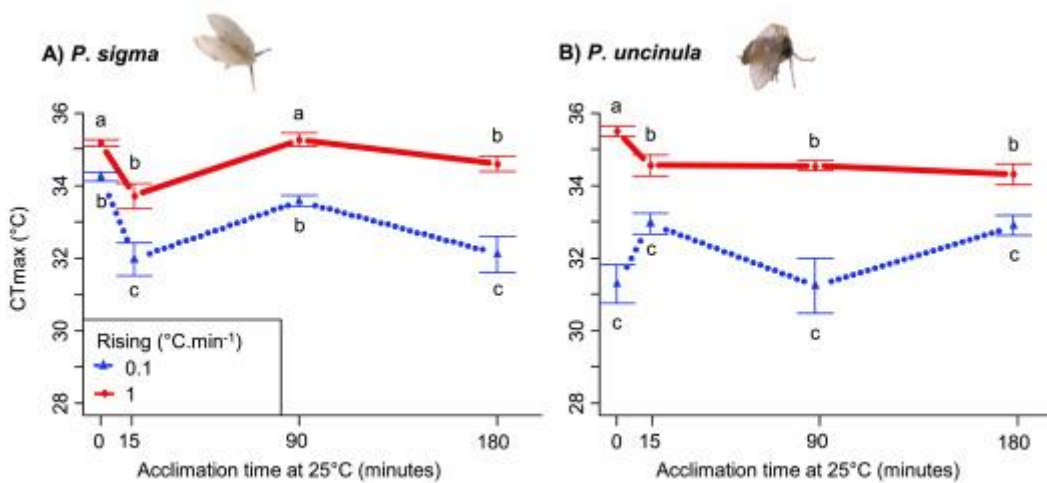 A) P. sigma
B) P. uncinula
CTmax (°C)
36
34
32
30
28
a
b
a
b
b
c
b
c
Rising (°C.min⁻¹)
0.1
1
0
15
90
180
Acclimation time at 25°C (minutes)
36
34
32
30
28
a
b
b
b
c
c
c
c
0
15
90
180
Acclimation time at 25°C (minutes)